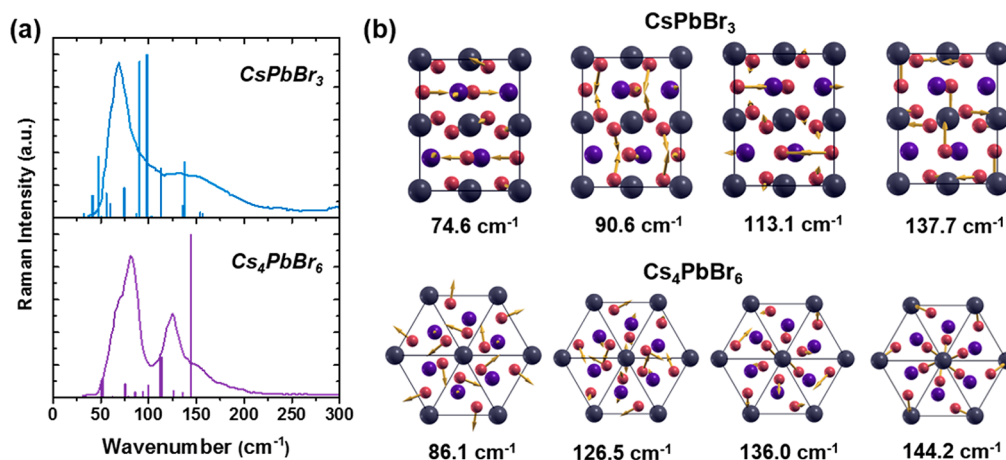 (a)
CsPbBr3
Cs4PbBr6
Raman Intensity (a.u.)
0 50 100 150 200 250 300
Wavenumber (cm-1)
(b)
CsPbBr3
74.6 cm-1 90.6 cm-1 113.1 cm-1 137.7 cm-1
Cs4PbBr6
86.1 cm-1 126.5 cm-1 136.0 cm-1 144.2 cm-1